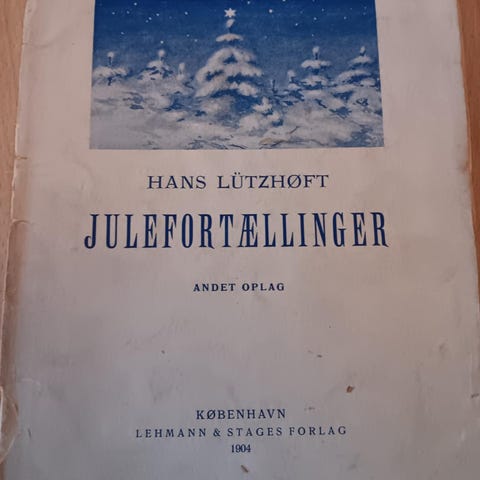 HANS LÜTZHØFT
JULEFORTÆLLINGER
ANDET OPLAG
KØBENHAVN
LEHMANN & STAGES FORLAG
1904